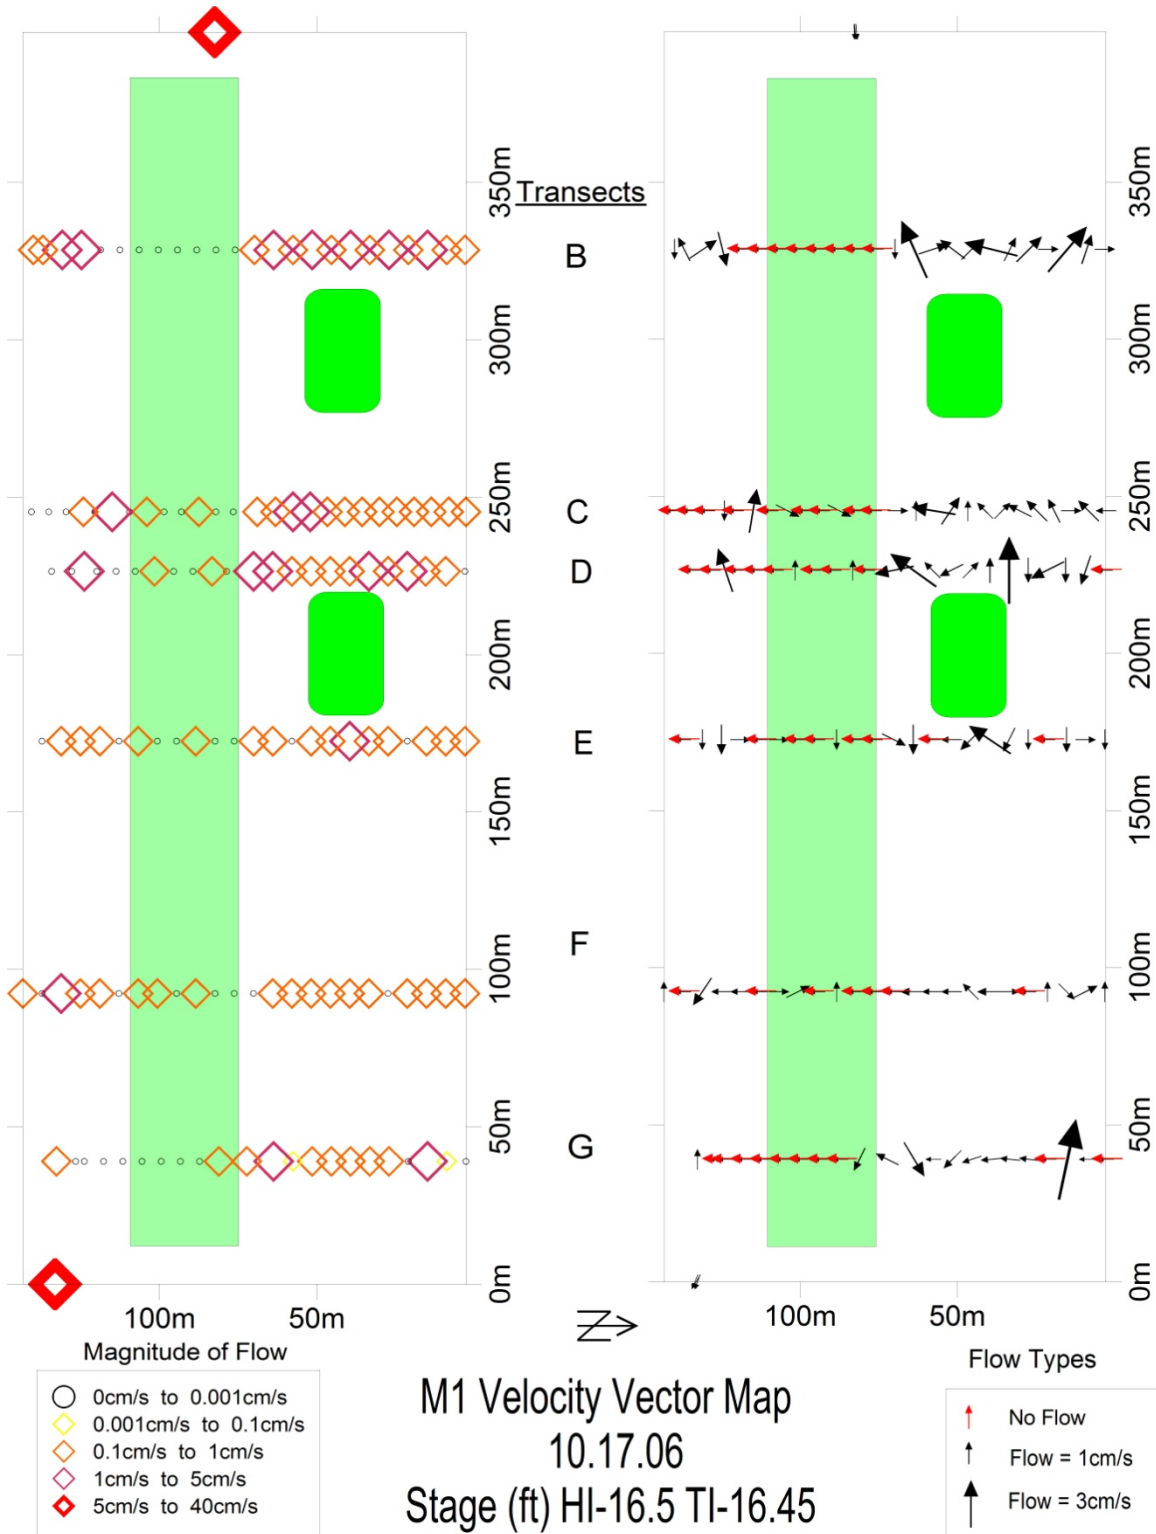 350m
Transects
350m
B
300m
300m
250m
C
250m
D
200m
200m
E
150m
150m
F
100m
100m
50m
G
50m
0m
0m
100m 50m
N
100m 50m
Magnitude of Flow
0cm/s to 0.001cm/s
0.001cm/s to 0.1cm/s
0.1cm/s to 1cm/s
1cm/s to 5cm/s
5cm/s to 40cm/s
M1 Velocity Vector Map
10.17.06
Stage (ft) HI-16.5 TI-16.45
Flow Types
No Flow
Flow = 1cm/s
Flow = 3cm/s